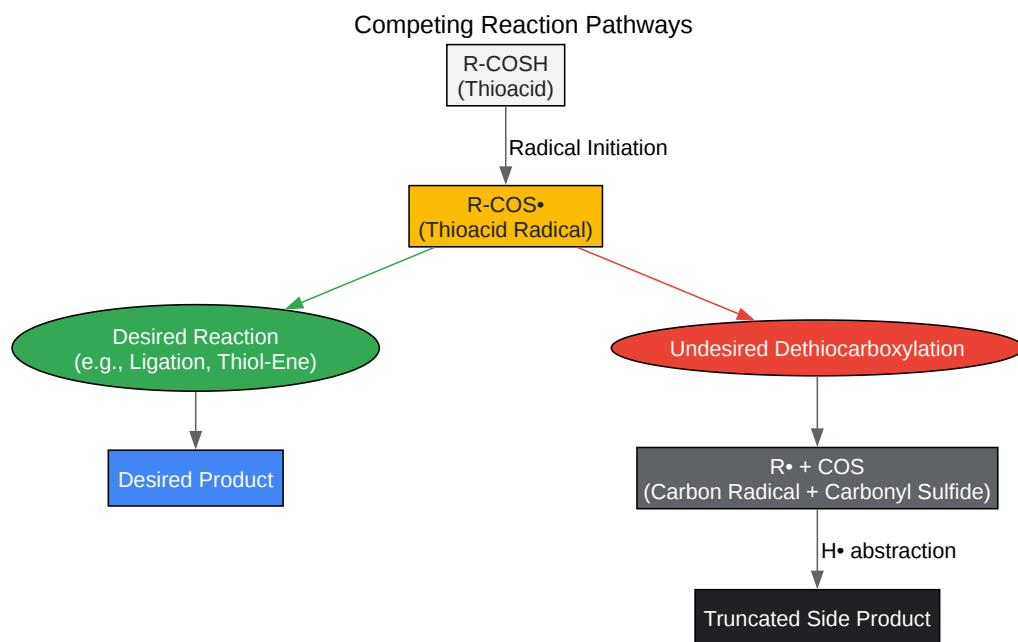 Competing Reaction Pathways
R-COSH
(Thioacid)
Radical Initiation
R-COS•
(Thioacid Radical)
Desired Reaction
(e.g., Ligation, Thiol-Ene)
Undesired Dethiocarboxylation
Desired Product
R• + COS
(Carbon Radical + Carbonyl Sulfide)
H• abstraction
Truncated Side Product